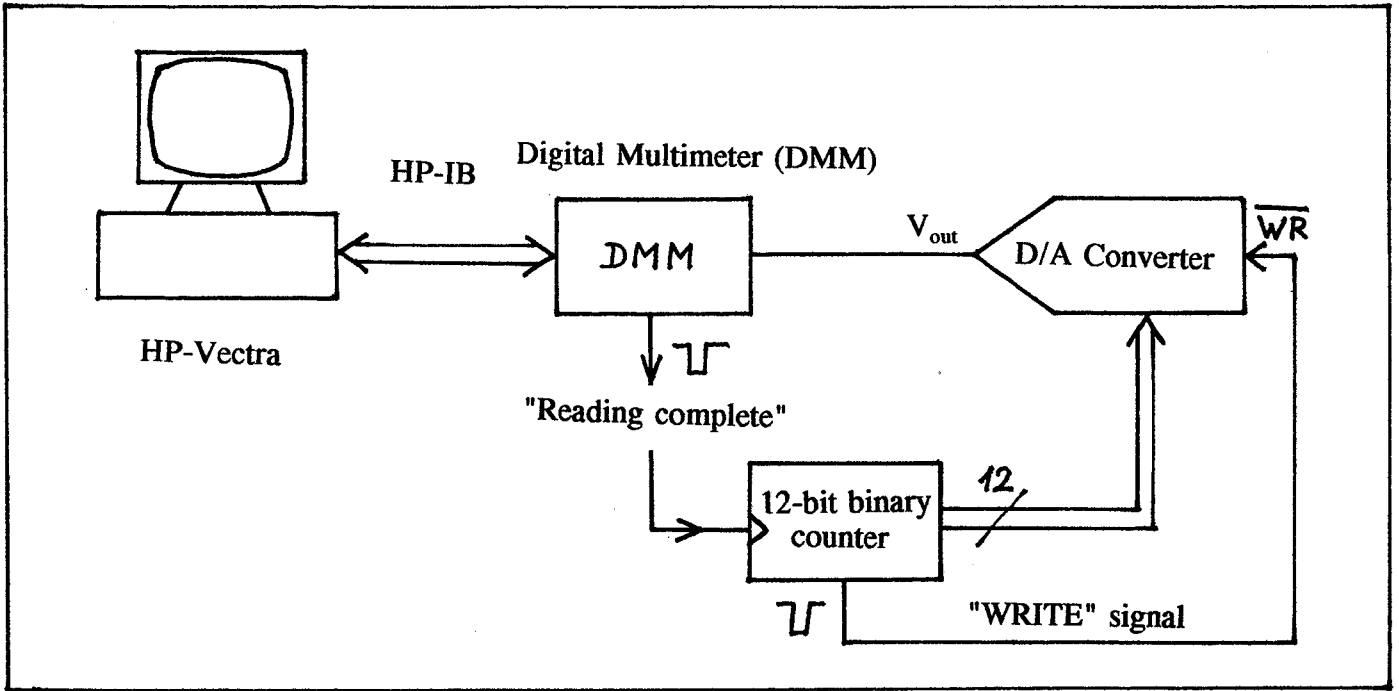 HP-IB
Digital Multimeter (DMM)
DMM
V_out
D/A Converter
W̅R̅
HP-Vectra
"Reading complete"
12-bit binary
counter
12
"WRITE" signal